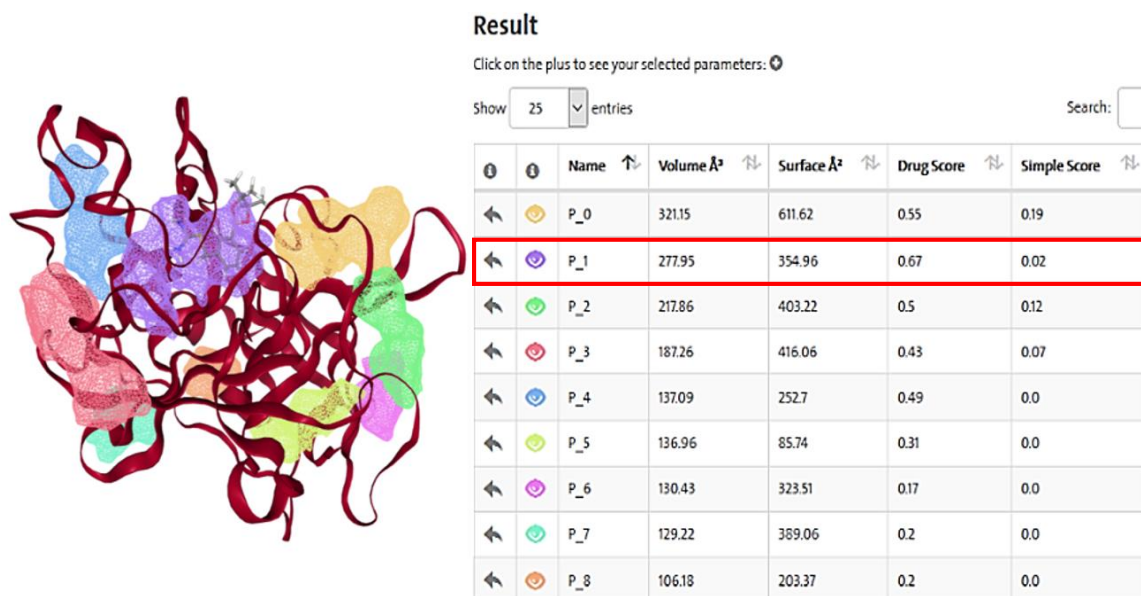 Result
Click on the plus to see your selected parameters:
Show 25 entries Search:
Name Volume Å³ Surface Å² Drug Score Simple Score
P_0 321.15 611.62 0.55 0.19
P_1 277.95 354.96 0.67 0.02
P_2 217.86 403.22 0.5 0.12
P_3 187.26 416.06 0.43 0.07
P_4 137.09 252.7 0.49 0.0
P_5 136.96 85.74 0.31 0.0
P_6 130.43 323.51 0.17 0.0
P_7 129.22 389.06 0.2 0.0
P_8 106.18 203.37 0.2 0.0